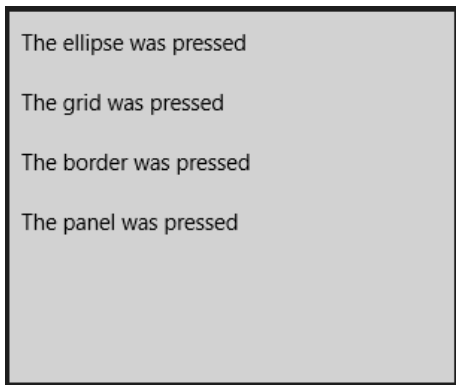 The ellipse was pressed
The grid was pressed
The border was pressed
The panel was pressed